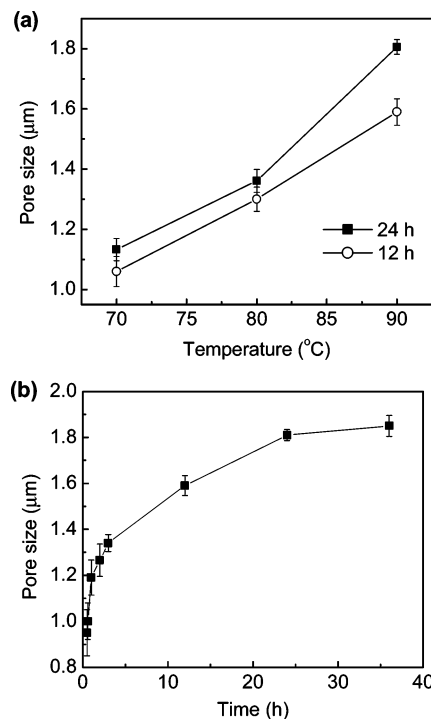 (a)
1.8
1.6
1.4
1.2
1.0
Pore size (μm)
24 h
12 h
70 75 80 85 90
Temperature (°C)
(b)
2.0
1.8
1.6
1.4
1.2
1.0
0.8
Pore size (μm)
0 10 20 30 40
Time (h)